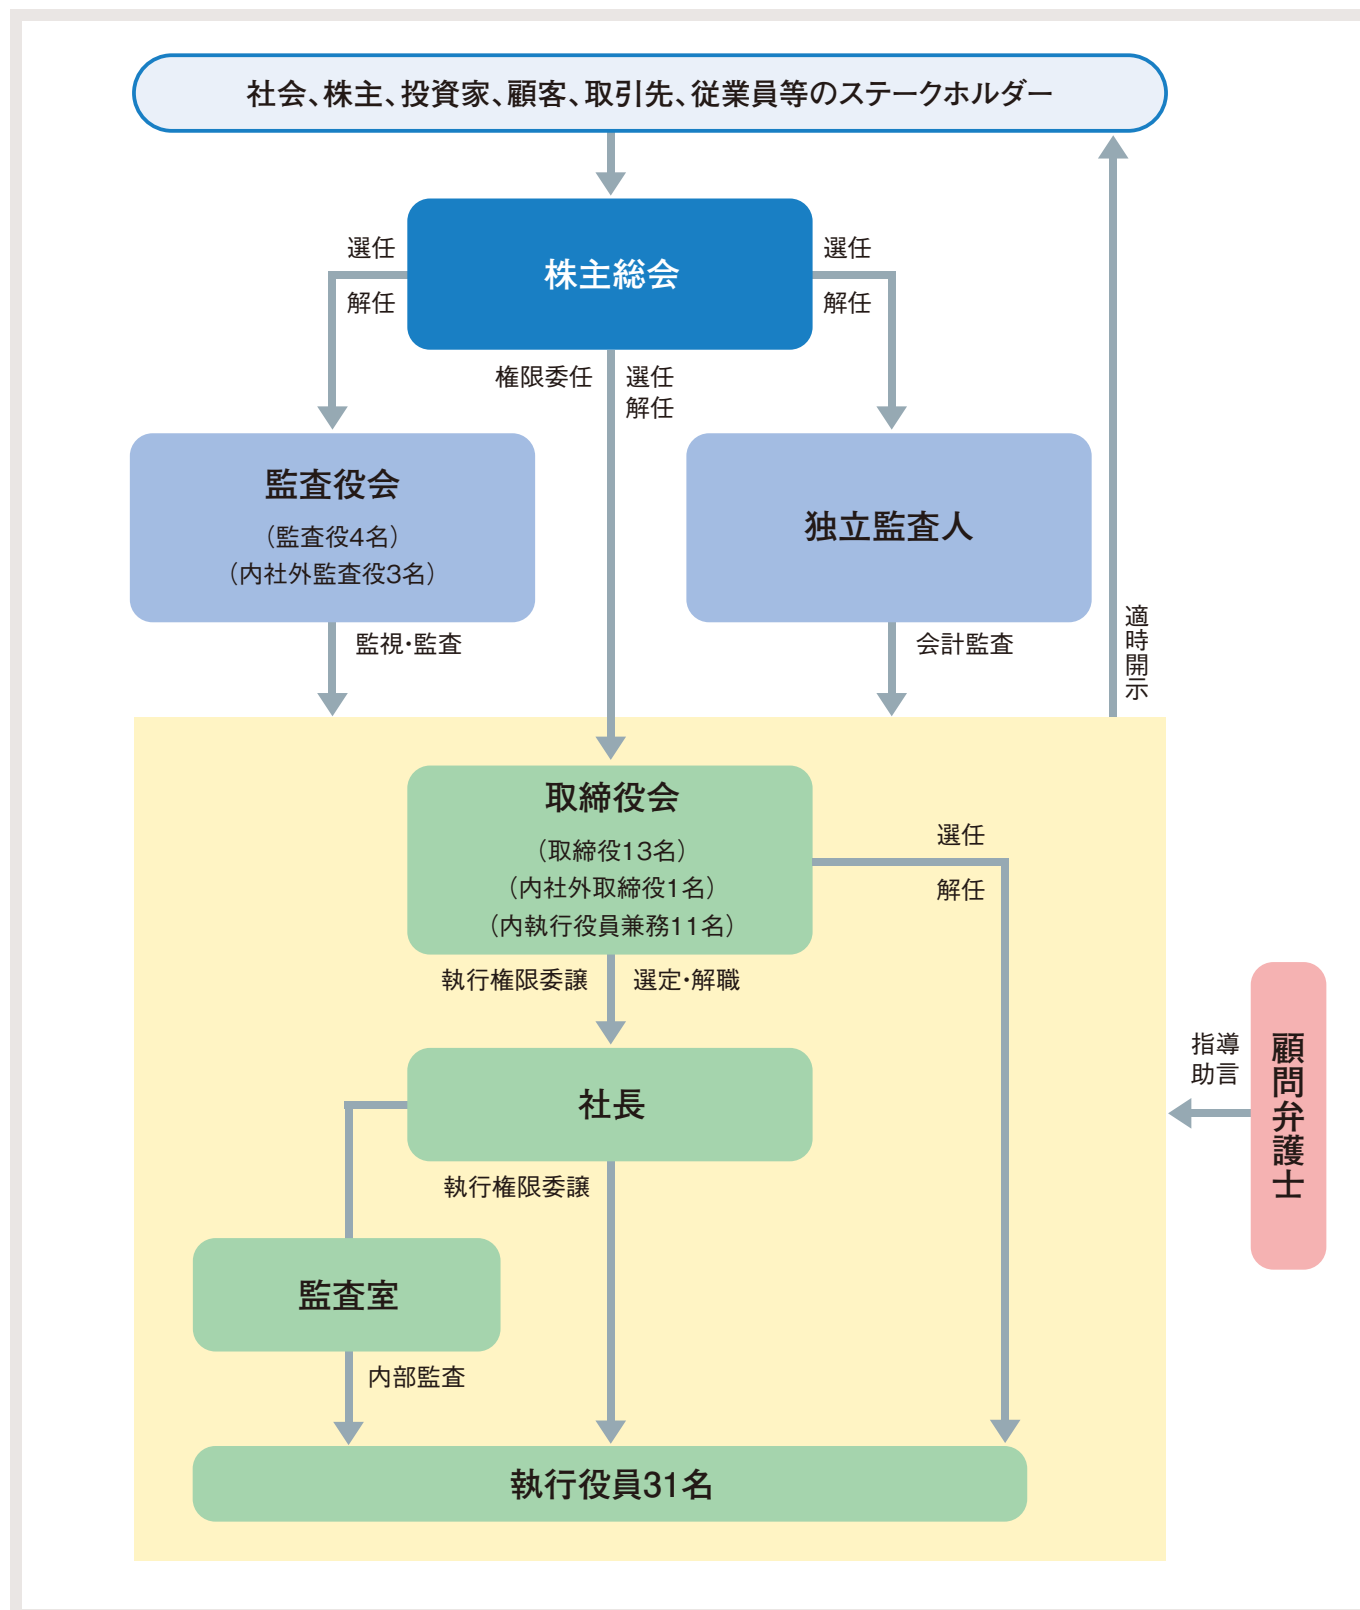 社会、株主、投資家、顧客、取引先、従業員等のステークホルダー
株主総会
選任
解任
選任
解任
権限委任
選任
解任
監査役会
（監査役4名）
（内社外監査役3名）
独立監査人
監視・監査
会計監査
適時開示
取締役会
（取締役13名）
（内社外取締役1名）
（内執行役員兼務11名）
選任
解任
執行権限委譲
選定・解職
社長
指導
助言
顧問弁護士
執行権限委譲
監査室
内部監査
執行役員31名